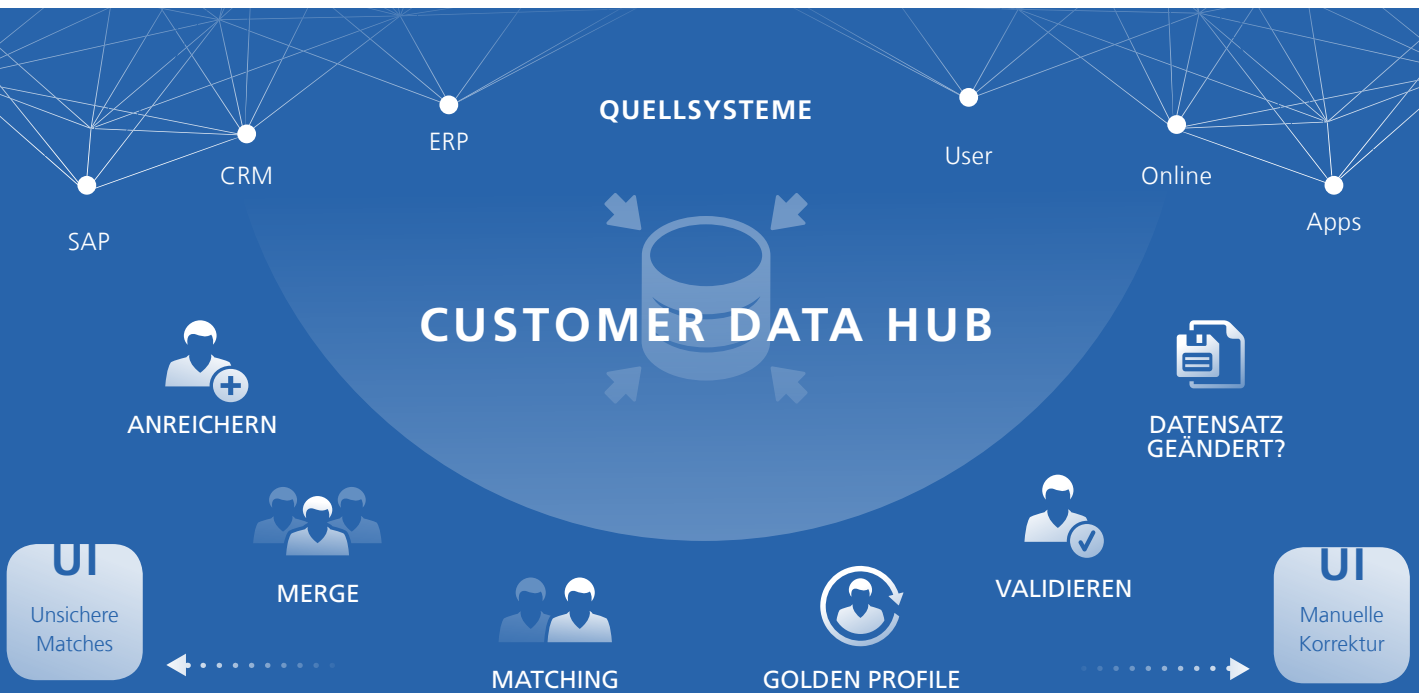 QUELLSYSTEME
ERP
User
CRM
Online
SAP
Apps
CUSTOMER DATA HUB
ANREICHERN
DATENSATZ
GEÄNDERT?
MERGE
VALIDIEREN
UI
Unsichere
Matches
UI
Manuelle
Korrektur
MATCHING
GOLDEN PROFILE